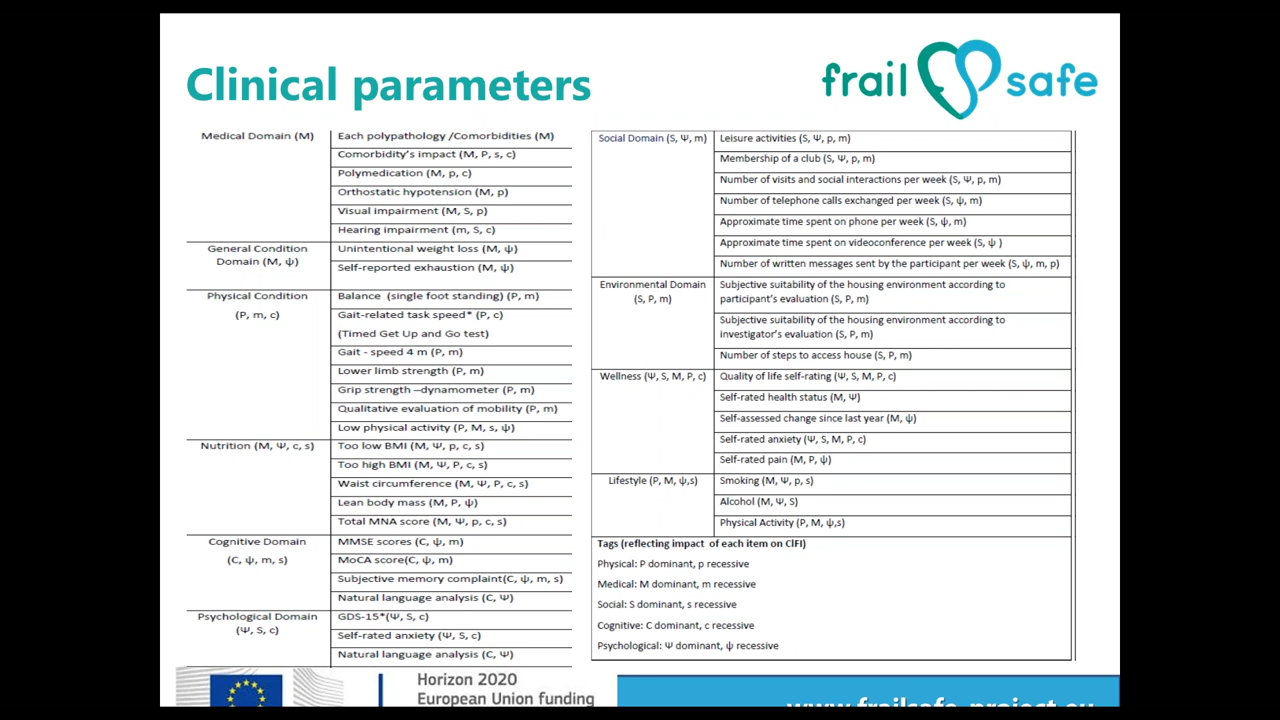 Clinical parameters
frail safe
Medical Domain (M)
Each polypathology /Comorbidities (M)
Comorbidity's impact (M, P, s, c)
Polymedication (M, p, c)
Orthostatic hypotension (M, p)
Visual impairment (M, S, p)
Hearing impairment (m, S, c)
General Condition
Domain (M, ψ)
Unintentional weight loss (M, ψ)
Self-reported exhaustion (M, ψ)
Physical Condition
(P, m, c)
Balance (single foot standing) (P, m)
Gait-related task speed* (P, c)
(Timed Get Up and Go test)
Gait - speed 4 m (P, m)
Lower limb strength (P, m)
Grip strength –dynamometer (P, m)
Qualitative evaluation of mobility (P, m)
Low physical activity (P, M, s, ψ)
Nutrition (M, Ψ, c, s)
Too low BMI (M, Ψ, p, c, s)
Too high BMI (M, Ψ, P, c, s)
Waist circumference (M, Ψ, P, c, s)
Lean body mass (M, P, ψ)
Total MNA score (M, Ψ, p, c, s)
Cognitive Domain
(C, ψ, m, s)
MMSE scores (C, ψ, m)
MoCA score(C, ψ, m)
Subjective memory complaint(C, ψ, m, s)
Natural language analysis (C, Ψ)
Psychological Domain
(Ψ, S, c)
GDS-15*(Ψ, S, c)
Self-rated anxiety (Ψ, S, c)
Natural language analysis (C, Ψ)
Social Domain (S, Ψ, m)
Leisure activities (S, Ψ, p, m)
Membership of a club (S, Ψ, p, m)
Number of visits and social interactions per week (S, Ψ, p, m)
Number of telephone calls exchanged per week (S, ψ, m)
Approximate time spent on phone per week (S, ψ, m)
Approximate time spent on videoconference per week (S, ψ )
Number of written messages sent by the participant per week (S, ψ, m, p)
Environmental Domain
(S, P, m)
Subjective suitability of the housing environment according to
participant's evaluation (S, P, m)
Subjective suitability of the housing environment according to
investigator's evaluation (S, P, m)
Number of steps to access house (S, P, m)
Wellness (Ψ, S, M, P, c)
Quality of life self-rating (Ψ, S, M, P, c)
Self-rated health status (M, Ψ)
Self-assessed change since last year (M, ψ)
Self-rated anxiety (Ψ, S, M, P, c)
Self-rated pain (M, P, ψ)
Lifestyle (P, M, ψ,s)
Smoking (M, Ψ, p, s)
Alcohol (M, Ψ, S)
Physical Activity (P, M, ψ,s)
Tags (reflecting impact of each item on ClFI)
Physical: P dominant, p recessive
Medical: M dominant, m recessive
Social: S dominant, s recessive
Cognitive: C dominant, c recessive
Psychological: Ψ dominant, ψ recessive
Horizon 2020
European Union funding
www.frailsafe-project.eu